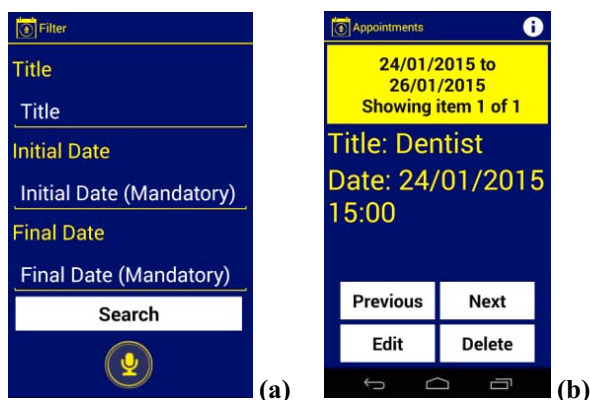 Filter
Title
Title
Initial Date
Initial Date (Mandatory)
Final Date
Final Date (Mandatory)
Search
(a)
Appointments
24/01/2015 to
26/01/2015
Showing item 1 of 1
Title: Dentist
Date: 24/01/2015
15:00
Previous Next
Edit Delete
(b)